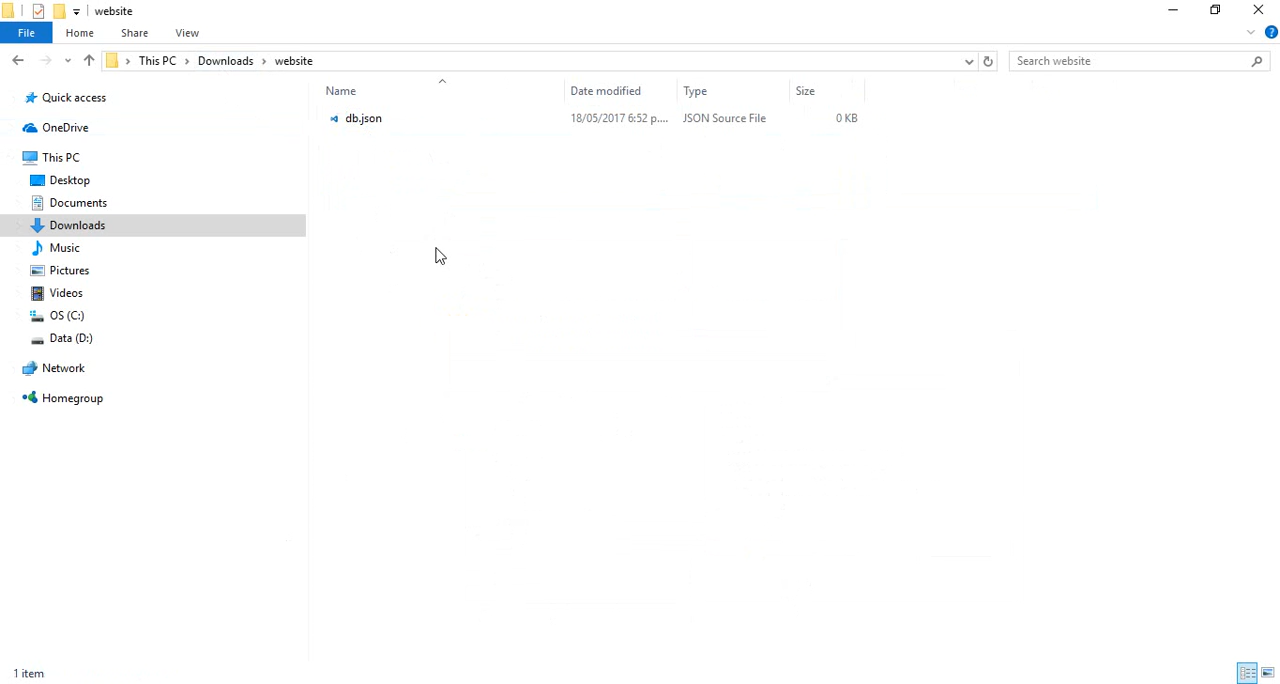 website
File Home Share View
This PC Downloads website
Search website
Name Date modified Type Size
db.json 18/05/2017 6:52 p.... JSON Source File 0 KB
Quick access
OneDrive
This PC
Desktop
Documents
Downloads
Music
Pictures
Videos
OS (C:)
Data (D:)
Network
Homegroup
1 item